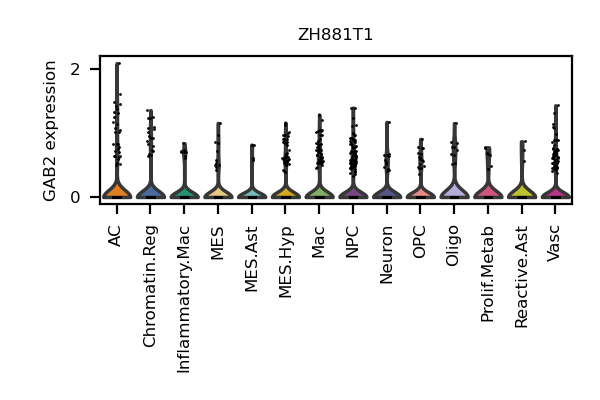 ZH881T1
GAB2 expression
2
0
AC
Chromatin.Reg
Inflammatory.Mac
MES
MES.Ast
MES.Hyp
Mac
NPC
Neuron
OPC
Oligo
Prolif.Metab
Reactive.Ast
Vasc